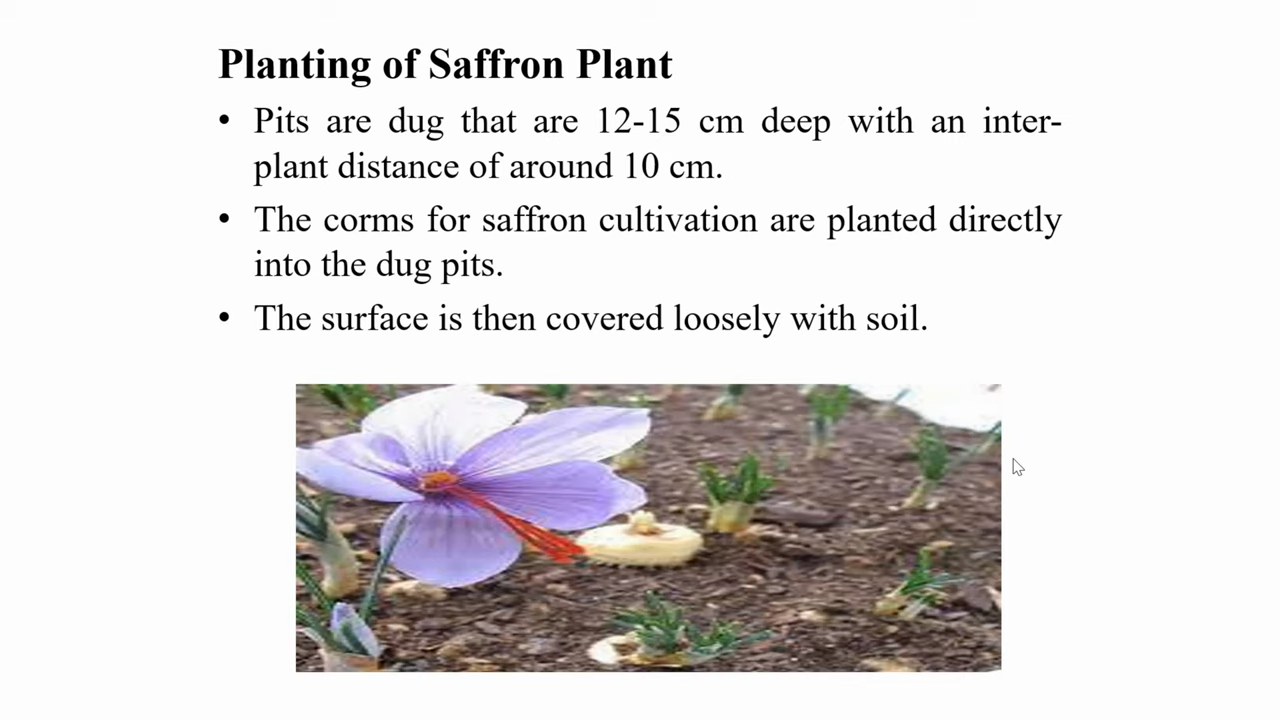 Planting of Saffron Plant
• Pits are dug that are 12-15 cm deep with an inter-
plant distance of around 10 cm.
• The corms for saffron cultivation are planted directly
into the dug pits.
• The surface is then covered loosely with soil.